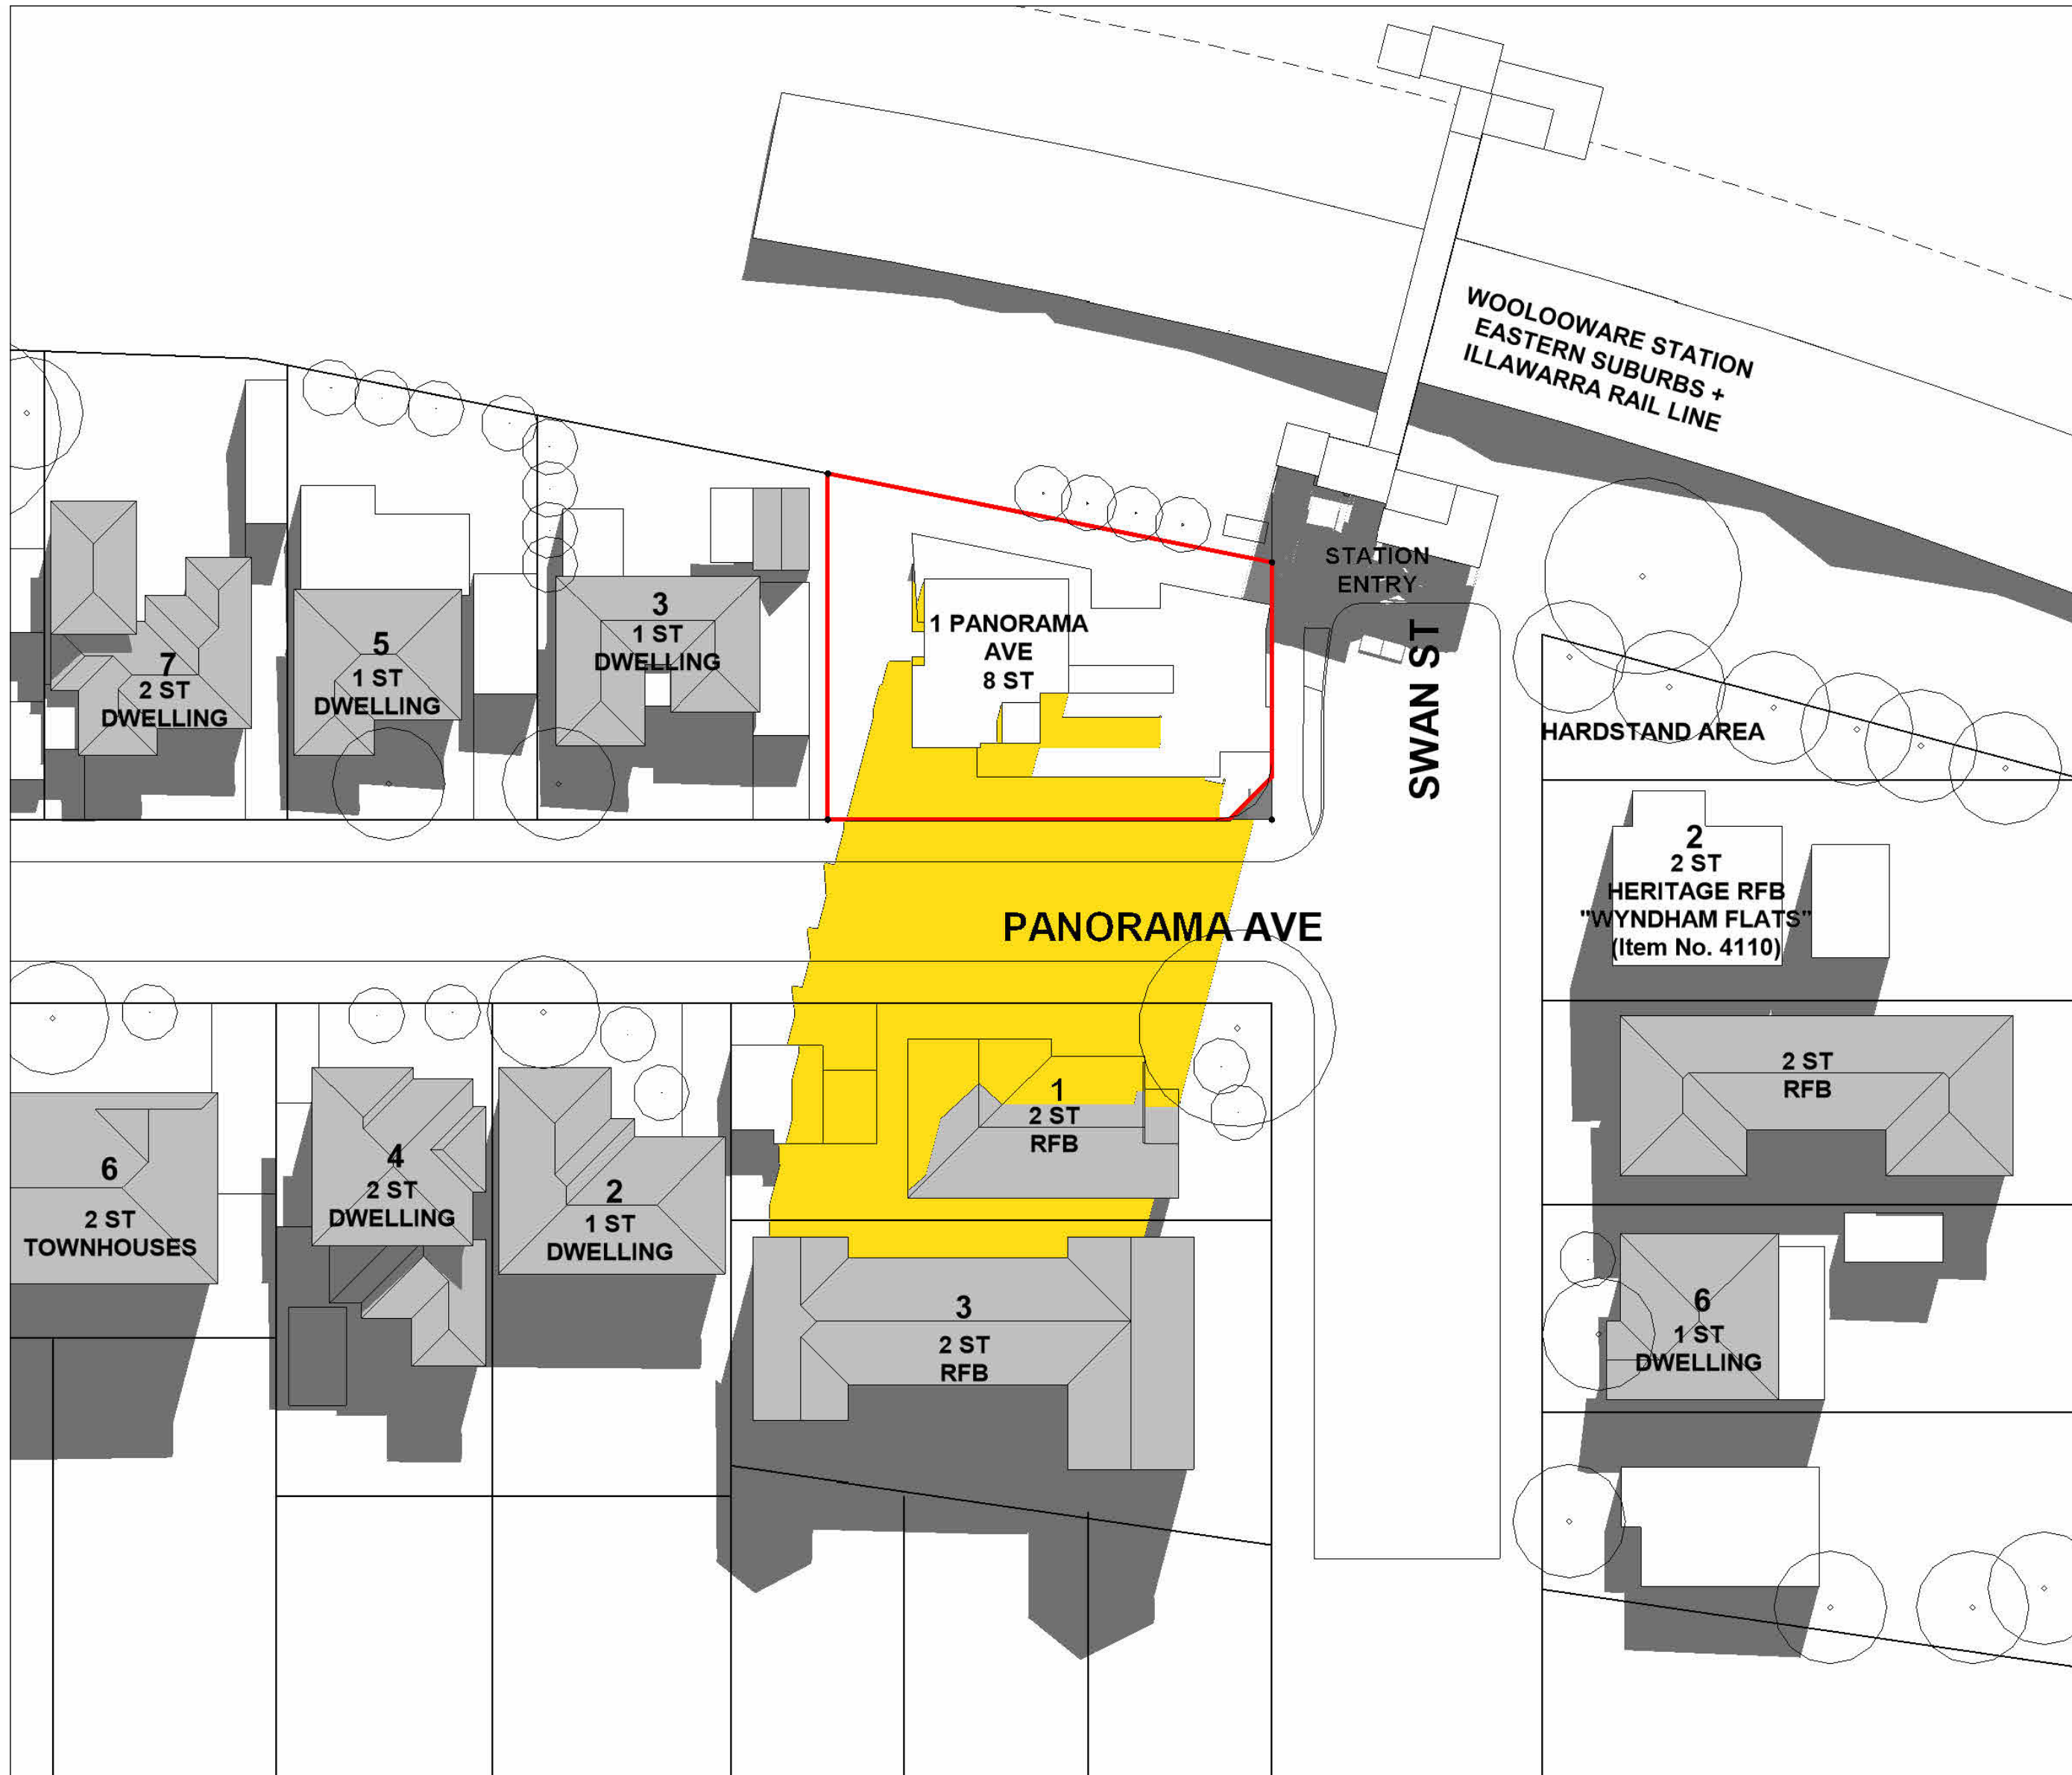 WOOLOOWARE STATION
EASTERN SUBURBS +
ILLAWARRA RAIL LINE
STATION
ENTRY
SWAN ST
HARDSTAND AREA
1 PANORAMA
AVE
8 ST
3
1 ST
DWELLING
5
1 ST
DWELLING
7
2 ST
DWELLING
2
2 ST
HERITAGE RFB
"WYNDHAM FLATS"
(Item No. 4110)
PANORAMA AVE
2 ST
RFB
1
2 ST
RFB
4
2 ST
DWELLING
6
2 ST
TOWNHOUSES
2
1 ST
DWELLING
3
2 ST
RFB
6
1 ST
DWELLING